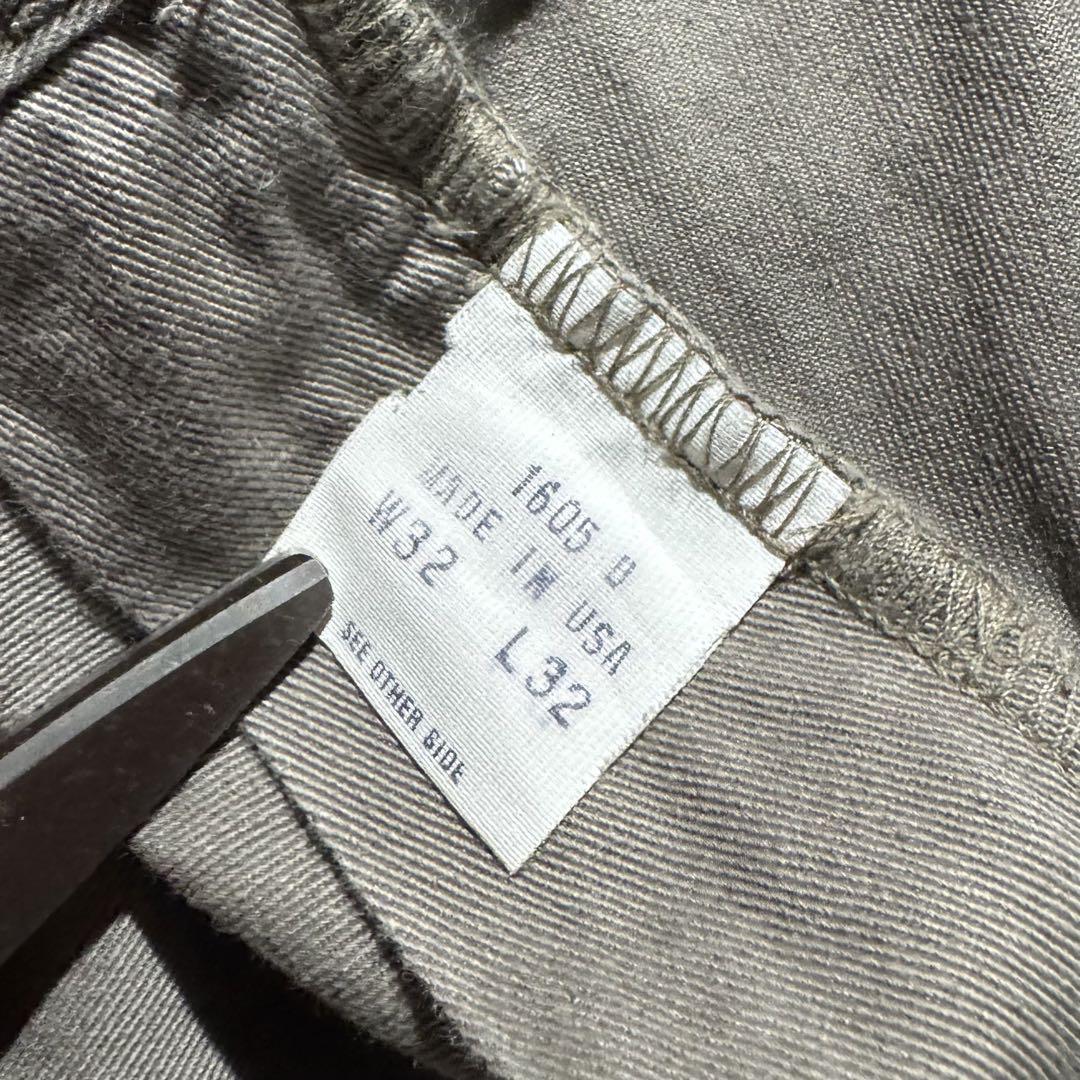 1605 D
MADE IN USA
W32 L32
SEE OTHER SIDE